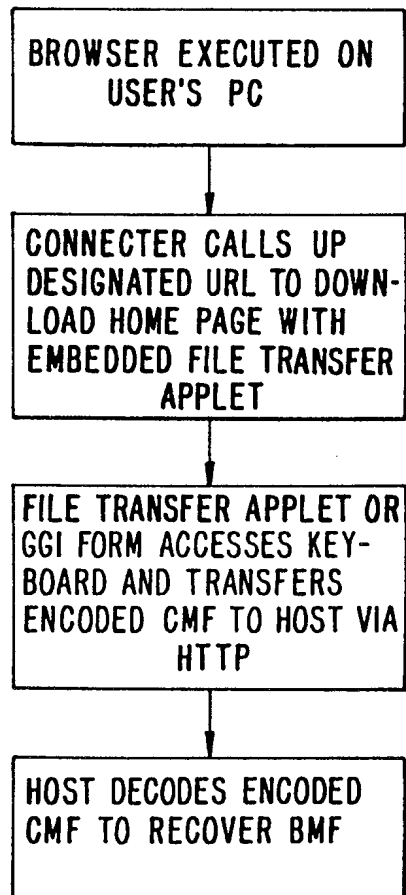 BROWSER EXECUTED ON
USER'S PC
CONNECTER CALLS UP
DESIGNATED URL TO DOWN-
LOAD HOME PAGE WITH
EMBEDDED FILE TRANSFER
APPLET
FILE TRANSFER APPLET OR
GGI FORM ACCESSES KEY-
BOARD AND TRANSFERS
ENCODED CMF TO HOST VIA
HTTP
HOST DECODES ENCODED
CMF TO RECOVER BMF